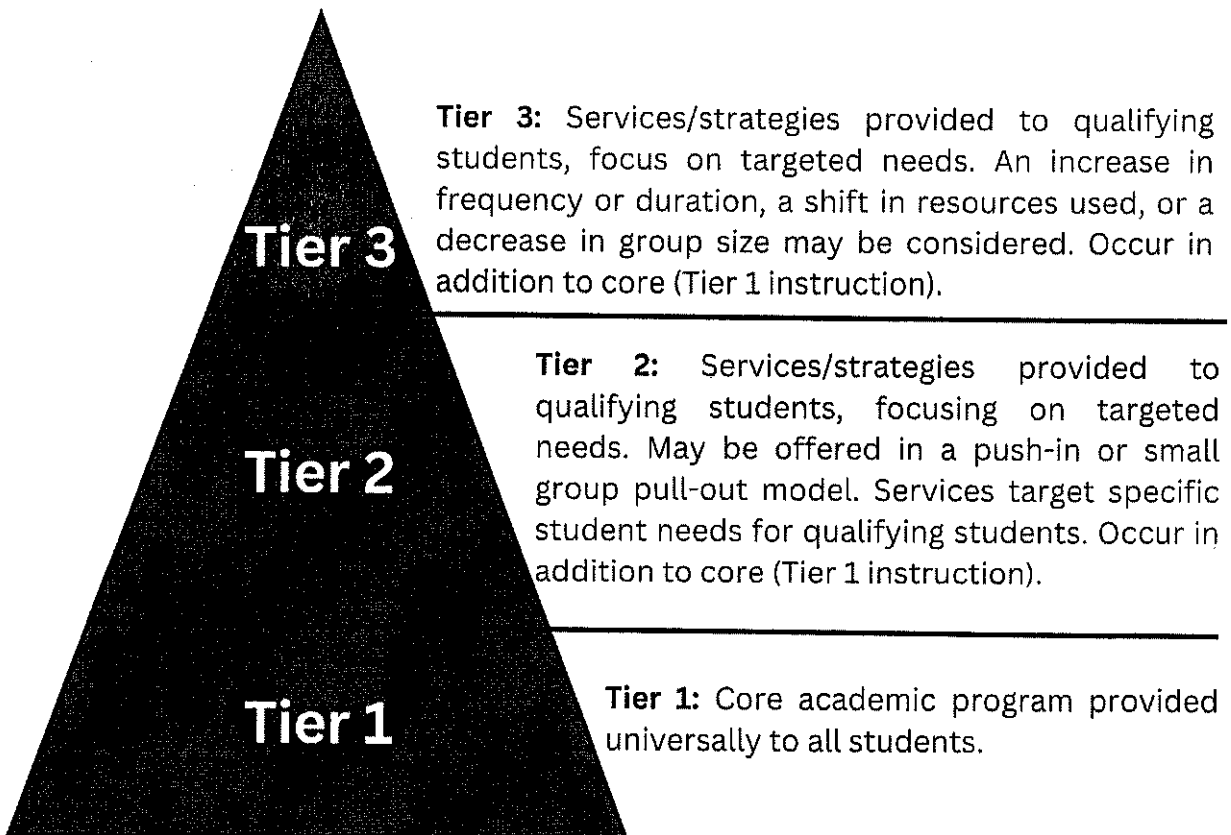 Tier 3: Services/strategies provided to qualifying
students, focus on targeted needs. An increase in
frequency or duration, a shift in resources used, or a
decrease in group size may be considered. Occur in
addition to core (Tier 1 instruction).
Tier 3
Tier 2: Services/strategies provided to
qualifying students, focusing on targeted
needs. May be offered in a push-in or small
group pull-out model. Services target specific
student needs for qualifying students. Occur in
addition to core (Tier 1 instruction).
Tier 2
Tier 1: Core academic program provided
universally to all students.
Tier 1